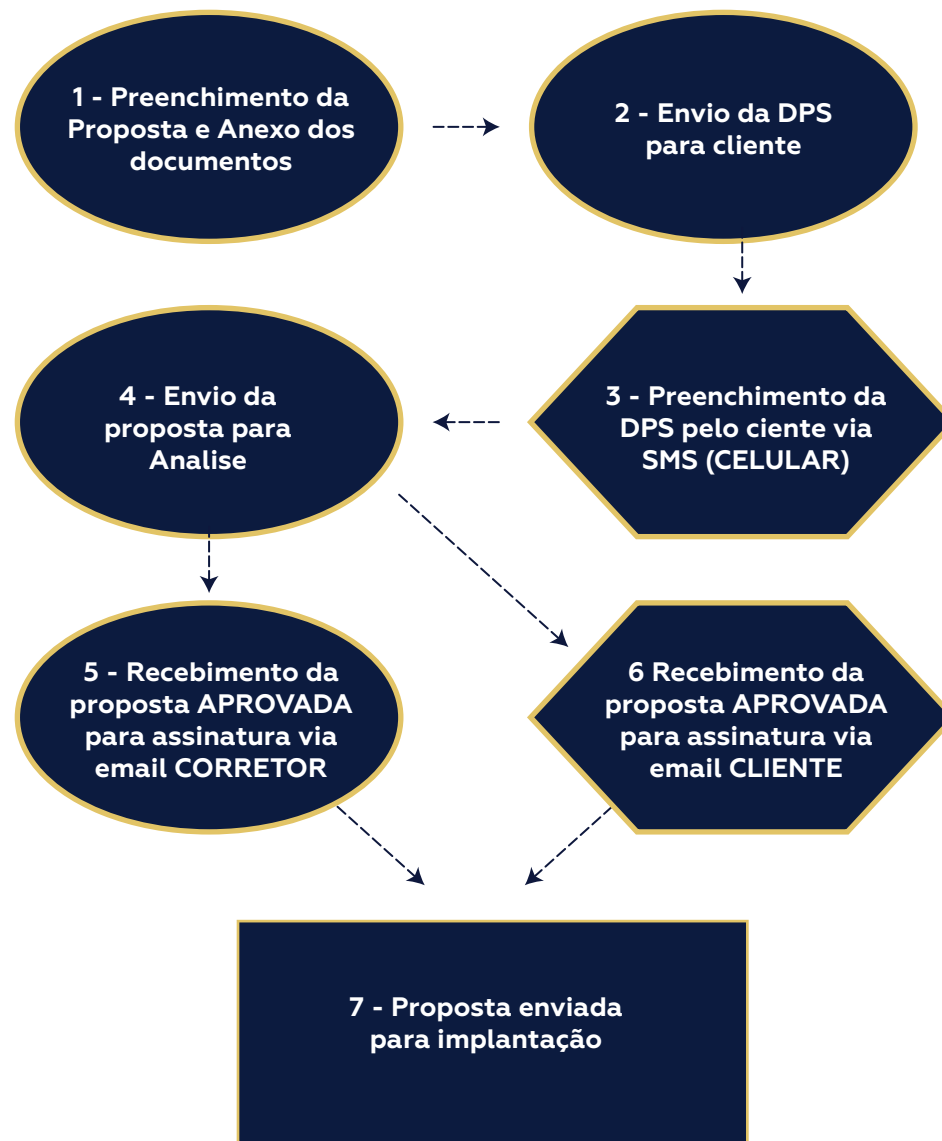 1 - Preenchimento da
Proposta e Anexo dos
documentos
2 - Envio da DPS
para cliente
3 - Preenchimento da
DPS pelo ciente via
SMS (CELULAR)
4 - Envio da
proposta para
Analise
5 - Recebimento da
proposta APROVADA
para assinatura via
email CORRETOR
6 Recebimento da
proposta APROVADA
para assinatura via
email CLIENTE
7 - Proposta enviada
para implantação